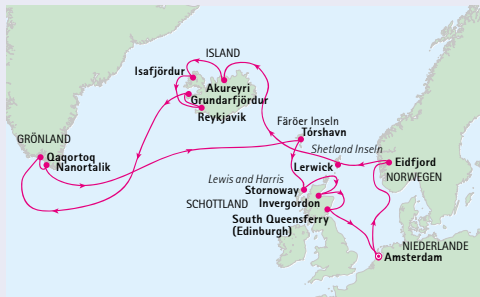 ISLAND
Isafjördur
Akureyri
Grundarfjördur
Reykjavik
Färöer Inseln
Tórshavn
GRÖNLAND
Qaqortoq
Nanortalik
Shetland Inseln
Lerwick
Eidfjord
NORWEGEN
Lewis and Harris
Stornoway
SCHOTTLAND
Invergordon
South Queensferry
(Edinburgh)
NIEDERLANDE
Amsterdam